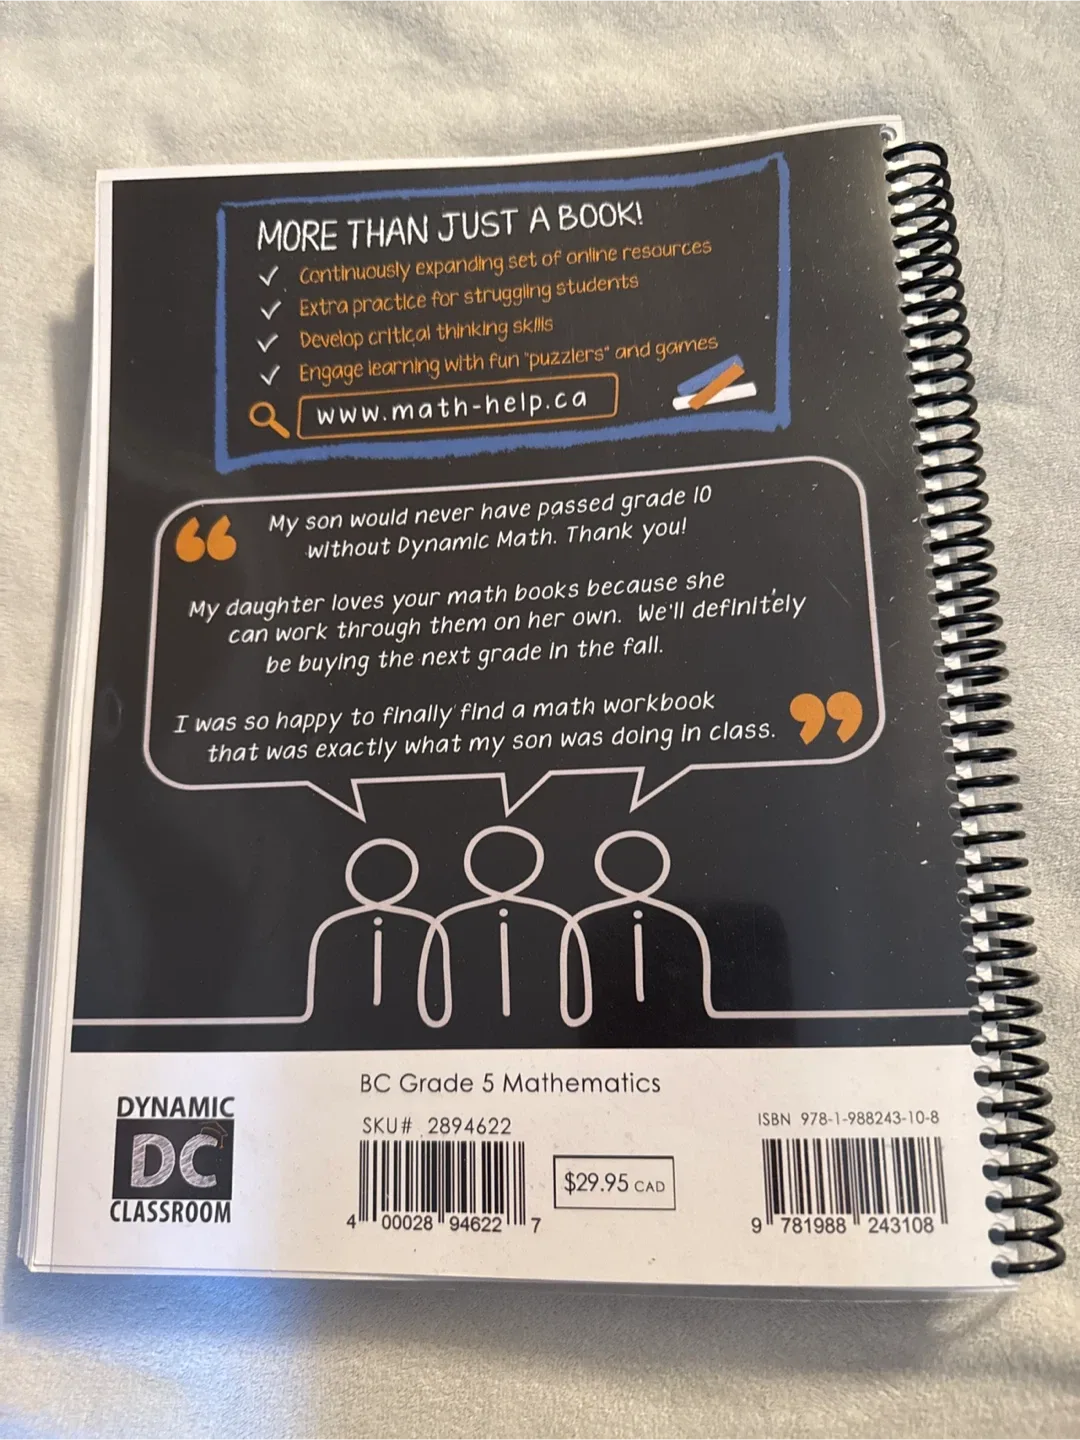 MORE THAN JUST A BOOK!
✓ Continuously expanding set of online resources
✓ Extra practice for struggling students
✓ Develop critical thinking skills
✓ Engage learning with fun "puzzlers" and games
www.math-help.ca
“ My son would never have passed grade 10
without Dynamic Math. Thank you!
My daughter loves your math books because she
can work through them on her own. We'll definitely
be buying the next grade in the fall.
I was so happy to finally find a math workbook
that was exactly what my son was doing in class. ”
BC Grade 5 Mathematics
DYNAMIC
DC
CLASSROOM
SKU# 2894622
4 00028 94622 7
$29.95 CAD
ISBN 978-1-988243-10-8
9 781988 243108